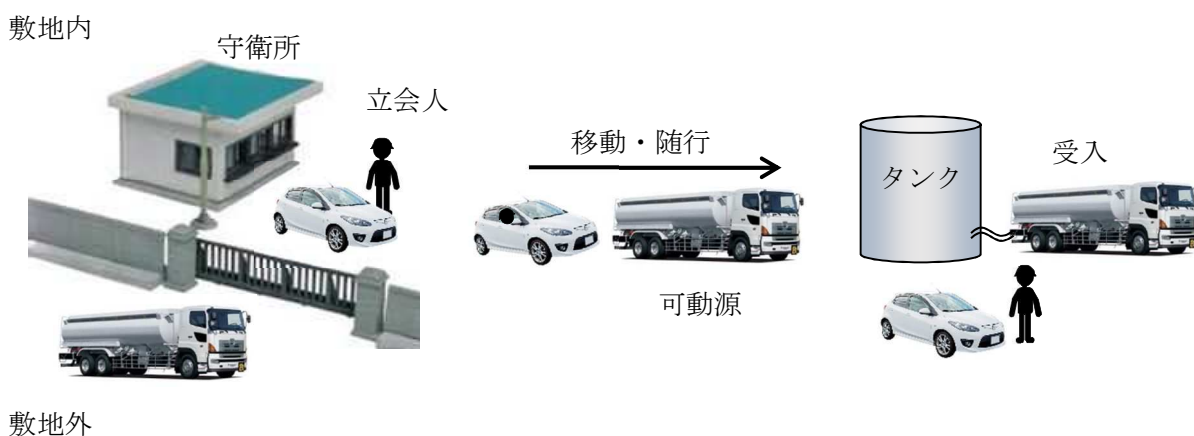 敷地内
守衛所
立会人
移動・随行
可動源
タンク
受入
敷地外